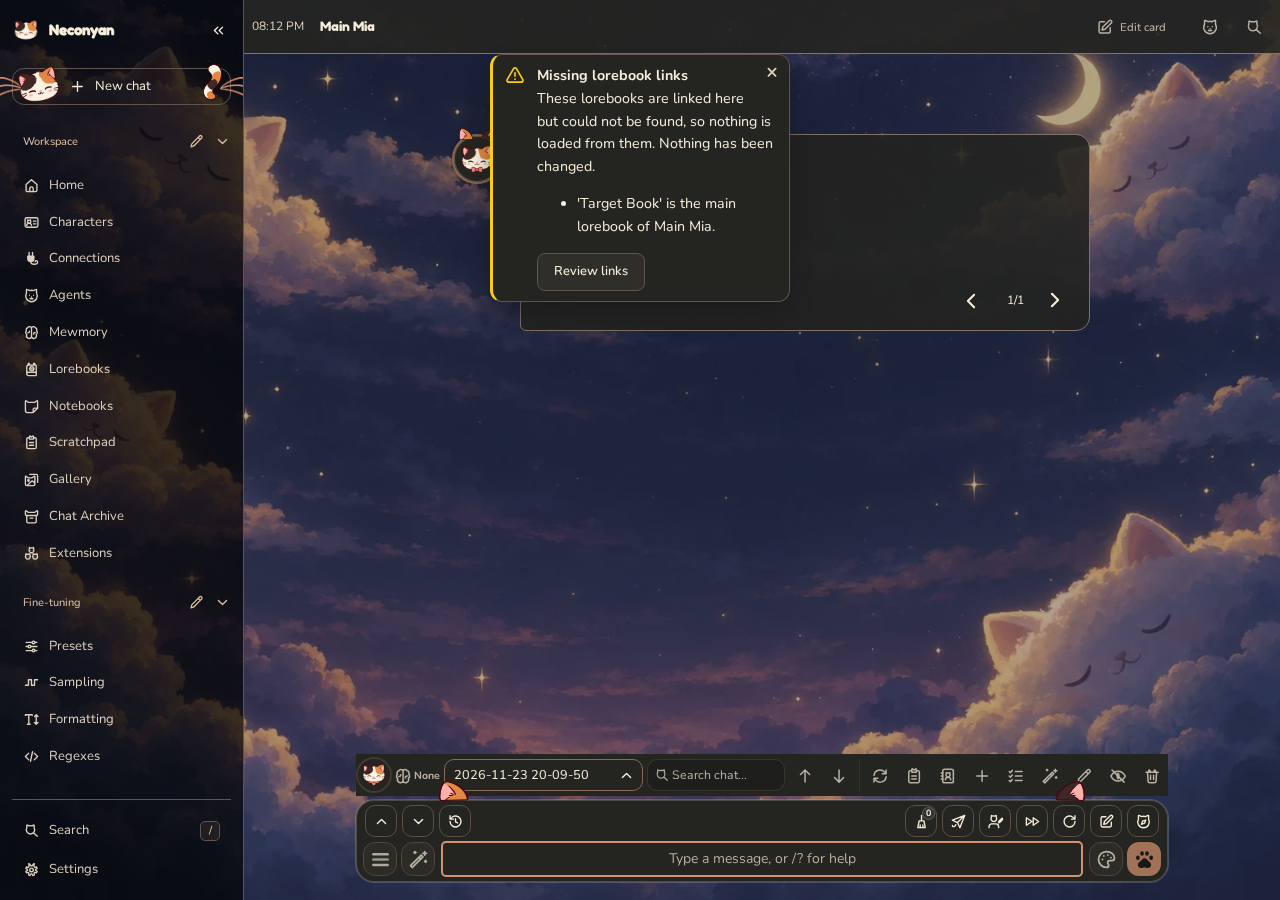 Neconyan
New chat
Workspace
Home
Characters
Connections
Agents
Mewmory
Lorebooks
Notebooks
Scratchpad
Gallery
Chat Archive
Extensions
Fine-tuning
Presets
Sampling
Formatting
Regexes
Search /
Settings
08:12 PM Main Mia Edit card
Missing lorebook links
These lorebooks are linked here
but could not be found, so nothing is
loaded from them. Nothing has been
changed.
'Target Book' is the main
lorebook of Main Mia.
Review links
1/1
None 2026-11-23 20-09-50 Search chat...
0
Type a message, or /? for help